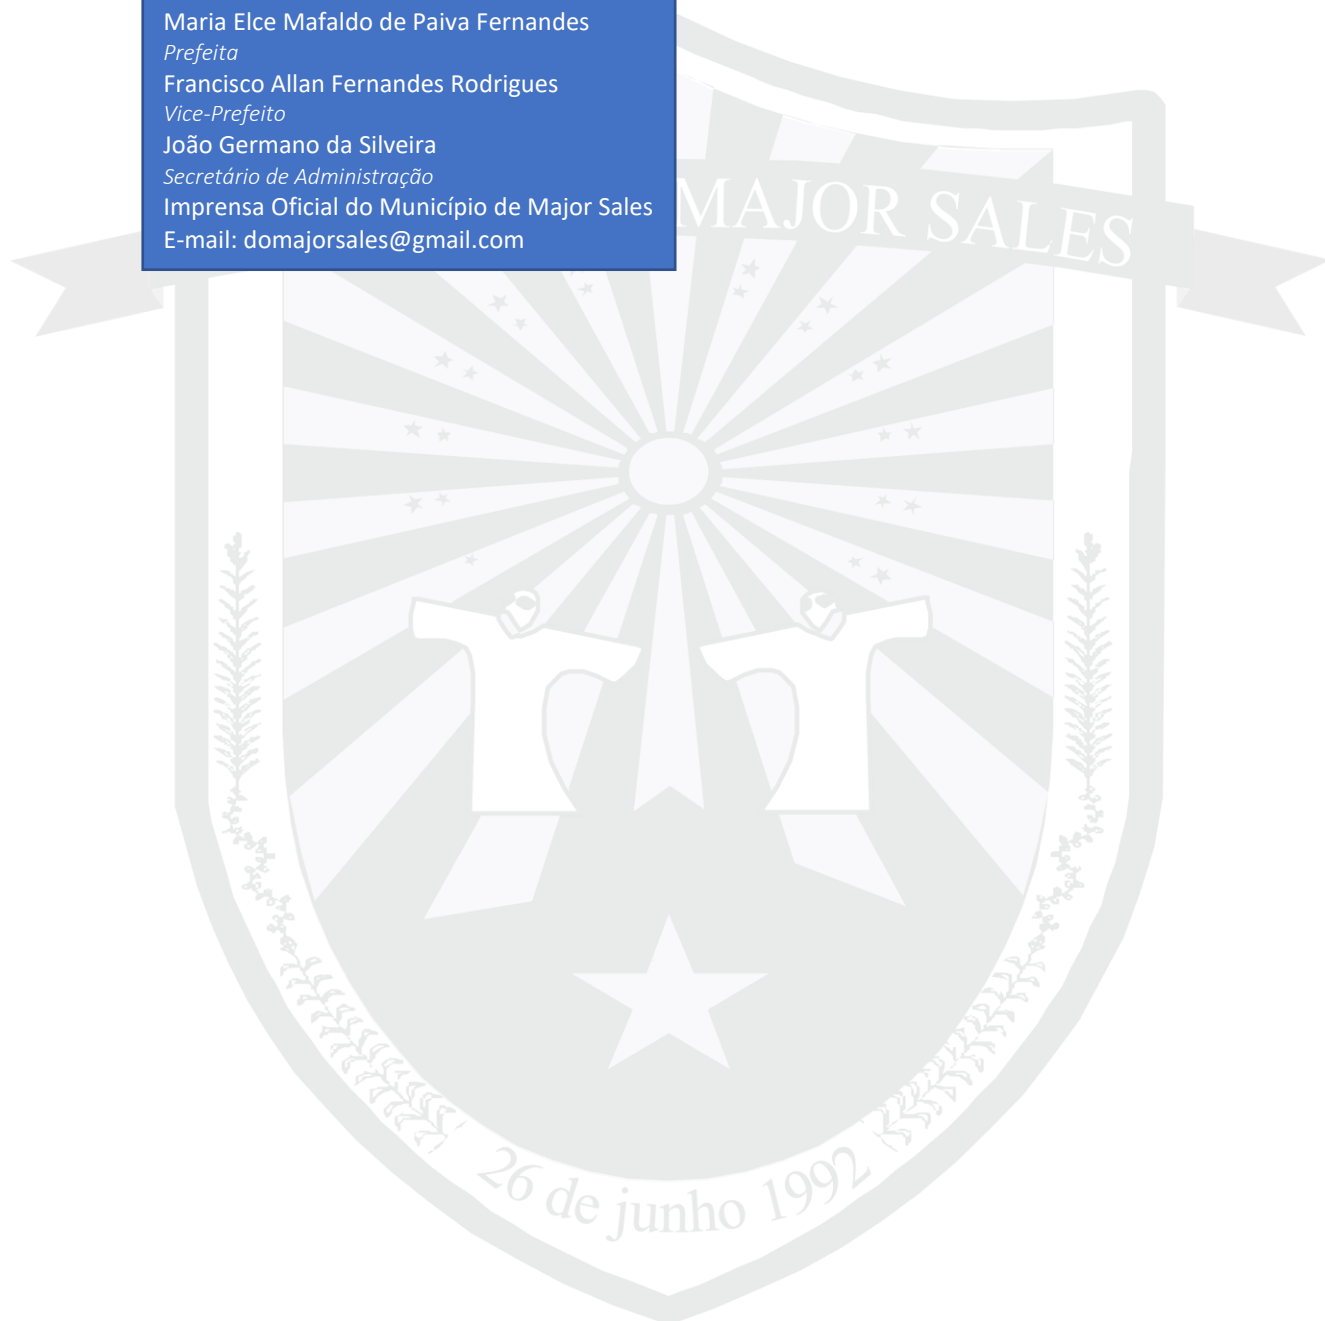 Maria Elce Mafaldo de Paiva Fernandes
Prefeita
Francisco Allan Fernandes Rodrigues
Vice-Prefeito
João Germano da Silveira
Secretário de Administração
Imprensa Oficial do Município de Major Sales
E-mail: domajorsales@gmail.com
MAJOR SALES
26 de junho 1992